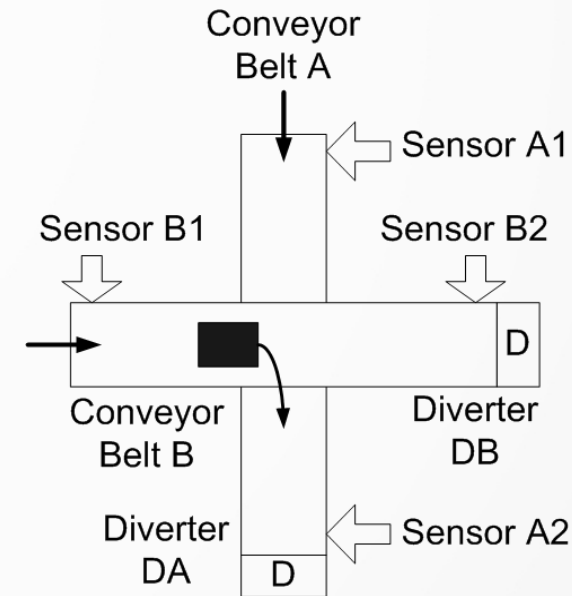 Conveyor
Belt A
Sensor A1
Sensor B1
Sensor B2
D
Conveyor
Belt B
Diverter
DB
Diverter
DA
Sensor A2
D